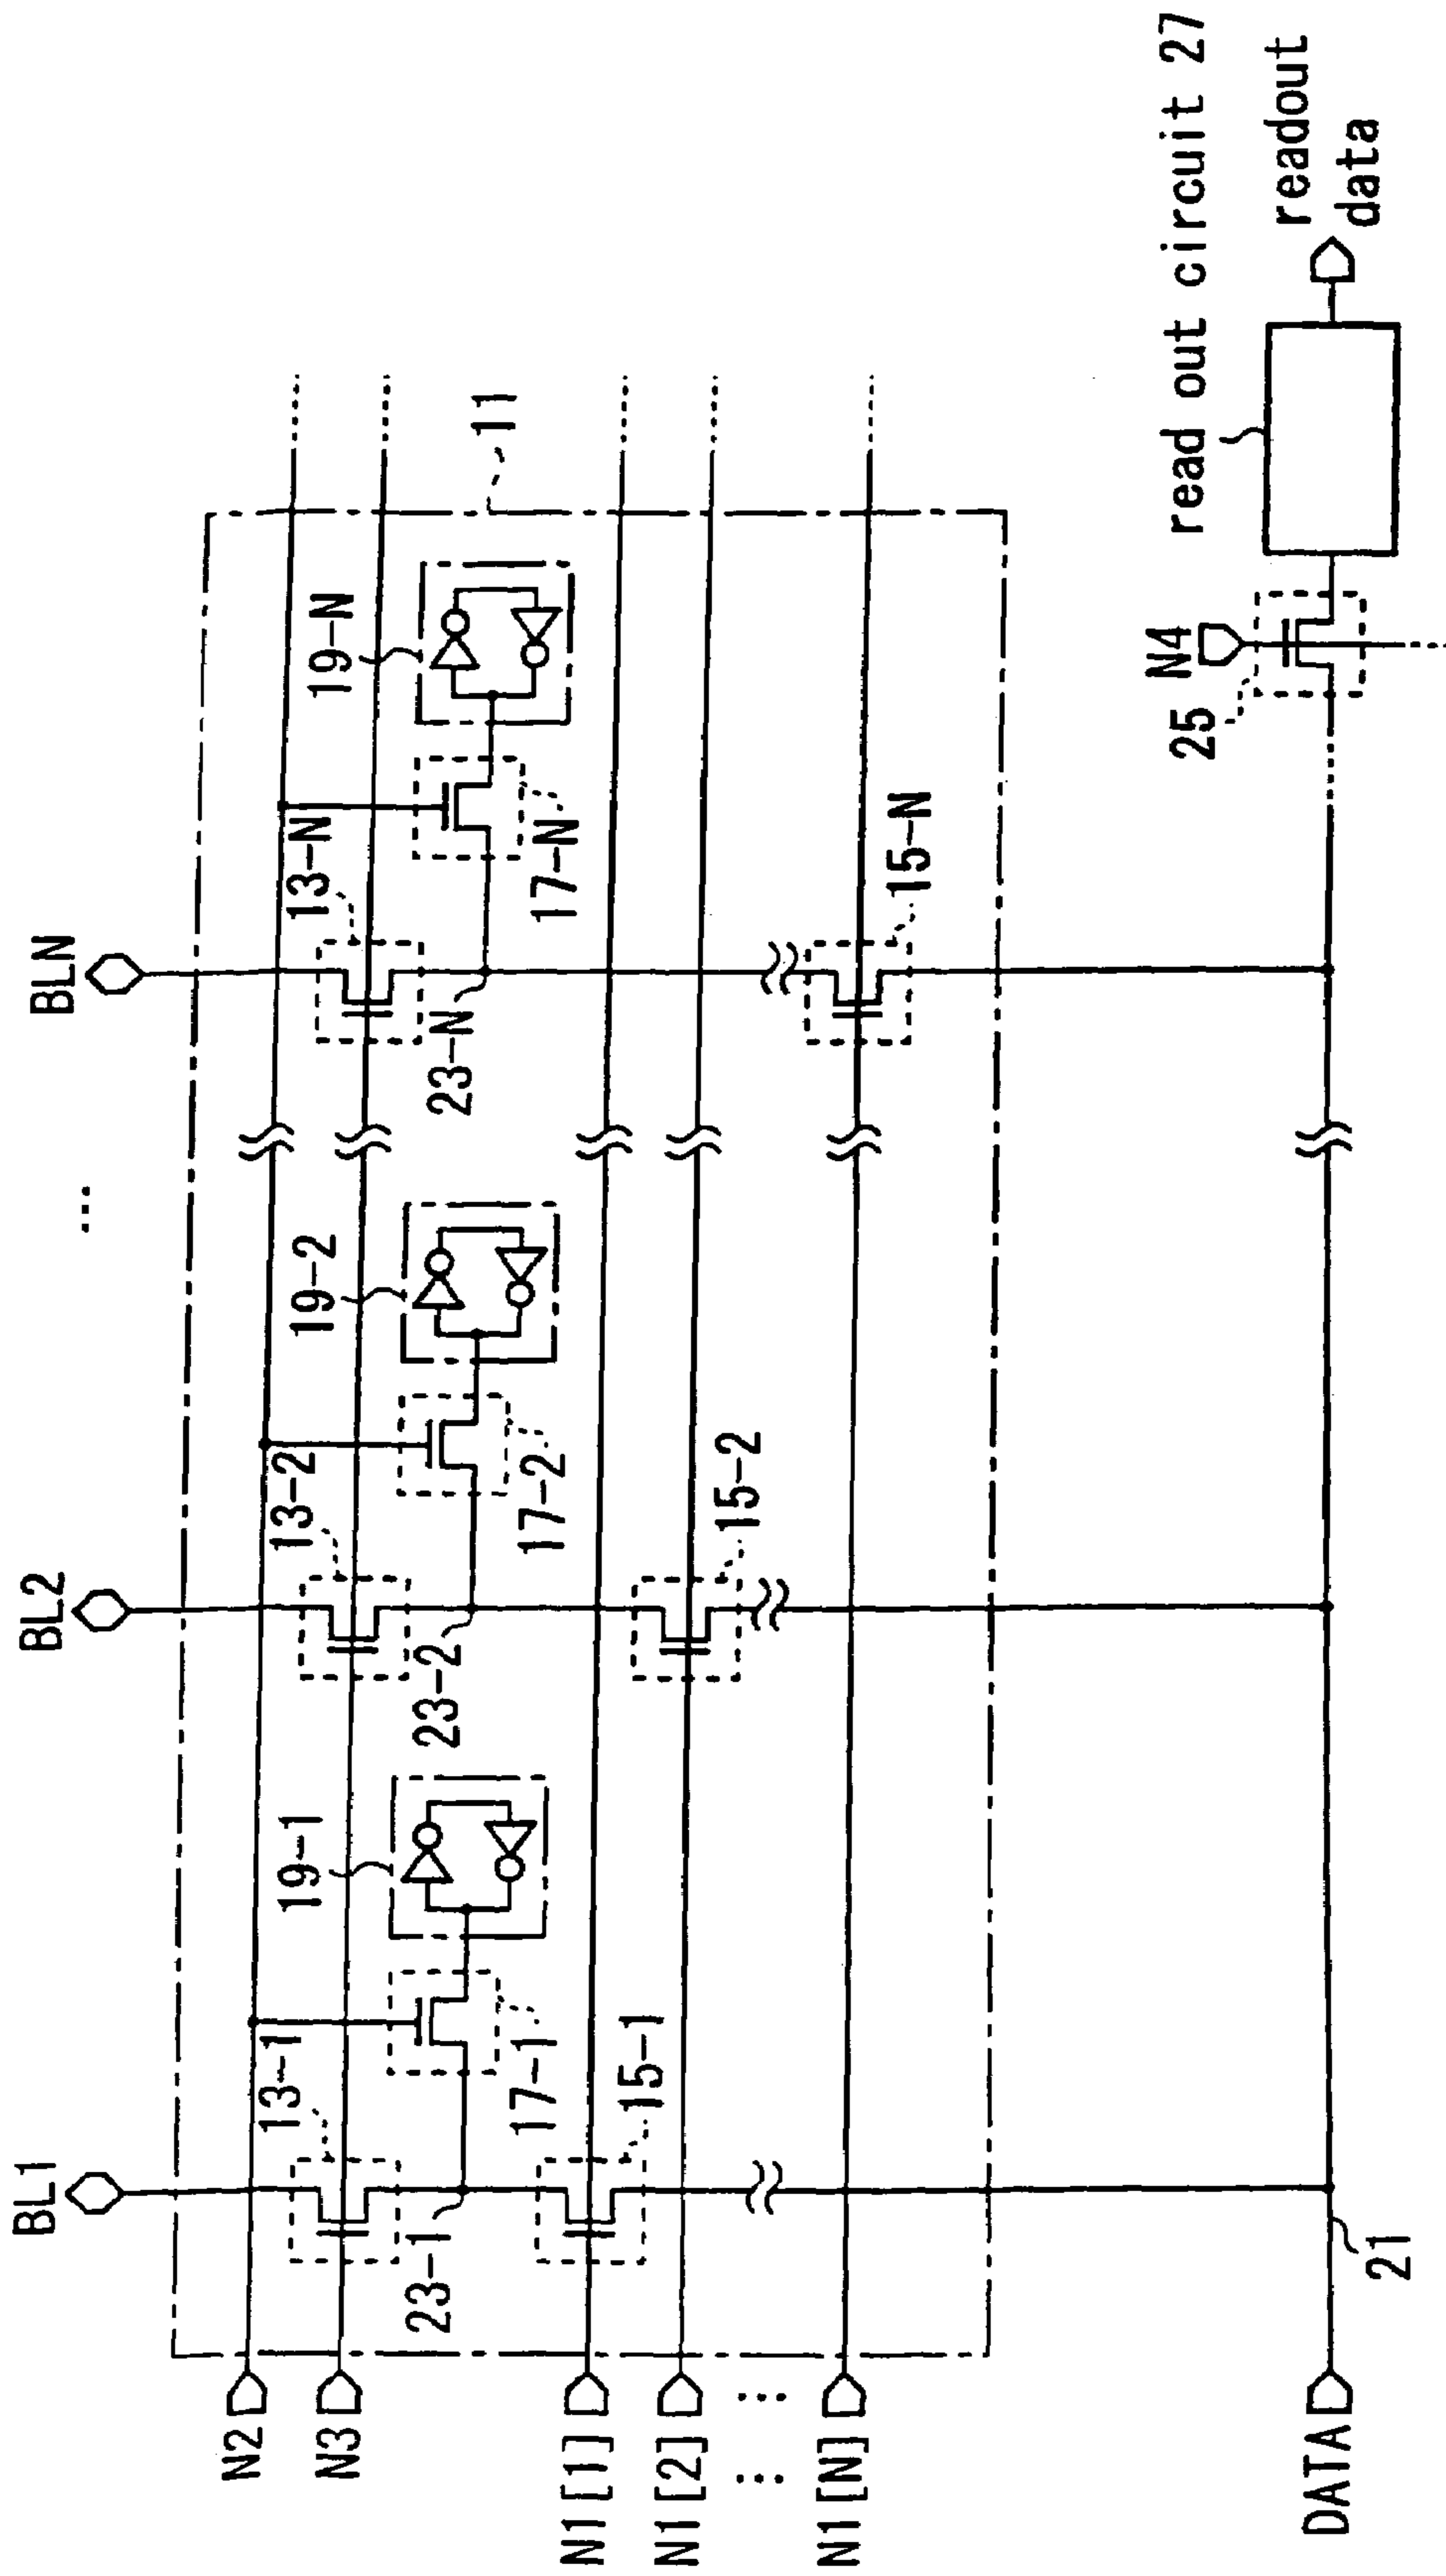 BL1
BL2
...
BLN
N2
N3
N1[1]
N1[2]
...
...
N1[N]
DATA
13-1
13-2
13-N
19-1
19-2
19-N
11
23-1
17-1
23-2
17-2
23-N
17-N
15-1
15-2
15-N
21
25
N4
read out circuit 27
readout
data